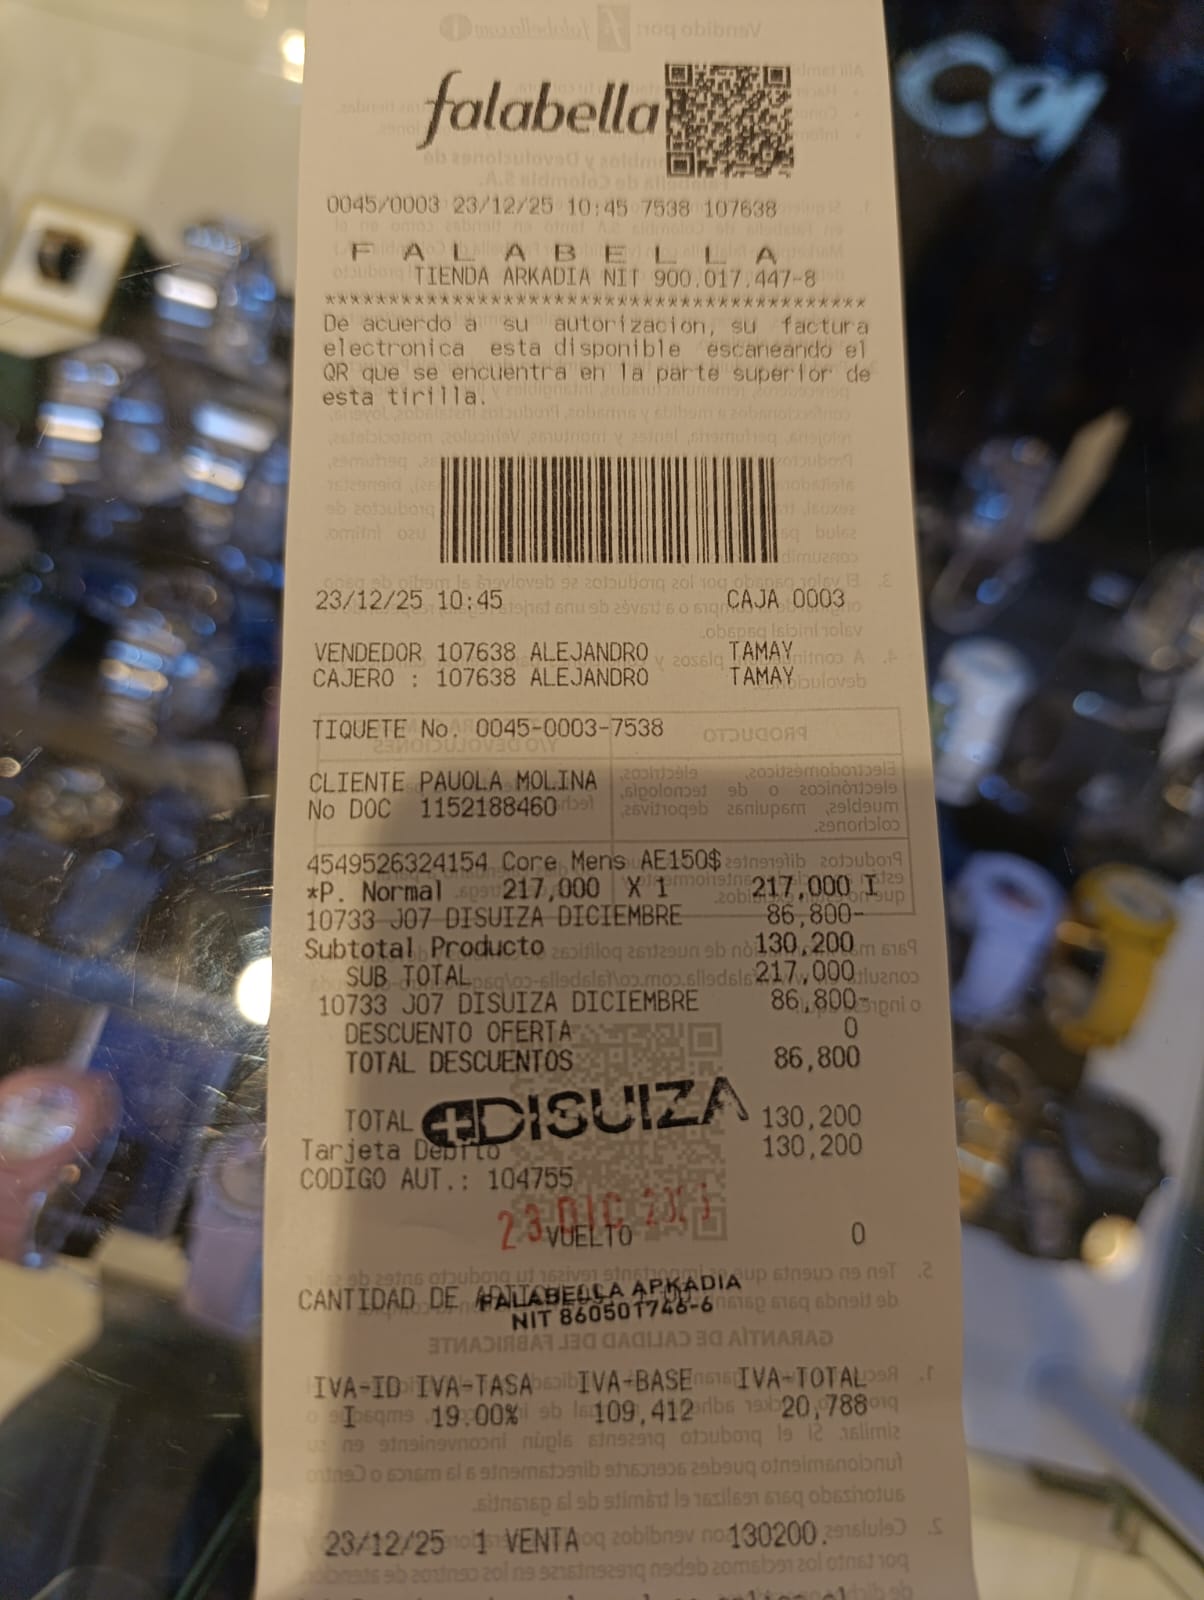 falabella
0045/0003 23/12/25 10:45 7538 107638
F A L A B E L L A
TIENDA ARKADIA NIT 900.017.447-8
*******************************************
De acuerdo a su autorizacion, su factura
electronica esta disponible escaneando el
QR que se encuentra en la parte superior de
esta tirilla.
23/12/25 10:45 CAJA 0003
VENDEDOR 107638 ALEJANDRO TAMAY
CAJERO : 107638 ALEJANDRO TAMAY
TIQUETE No. 0045-0003-7538
CLIENTE PAUOLA MOLINA
No DOC 1152188460
4549526324154 Core Mens AE150$
*P. Normal 217,000 X 1 217,000 I
10733 J07 DISUIZA DICIEMBRE 86,800-
Subtotal Producto 130,200
SUB TOTAL 217,000
10733 J07 DISUIZA DICIEMBRE 86,800-
DESCUENTO OFERTA 0
TOTAL DESCUENTOS 86,800
TOTAL 130,200
DISUIZA
Tarjeta Debito 130,200
CODIGO AUT.: 104755
23 DIC
VUELTO 0
CANTIDAD DE
FALABELLA ARKADIA
NIT 860501746-6
IVA-ID IVA-TASA IVA-BASE IVA-TOTAL
I 19.00% 109,412 20,788
23/12/25 1 VENTA 130200.